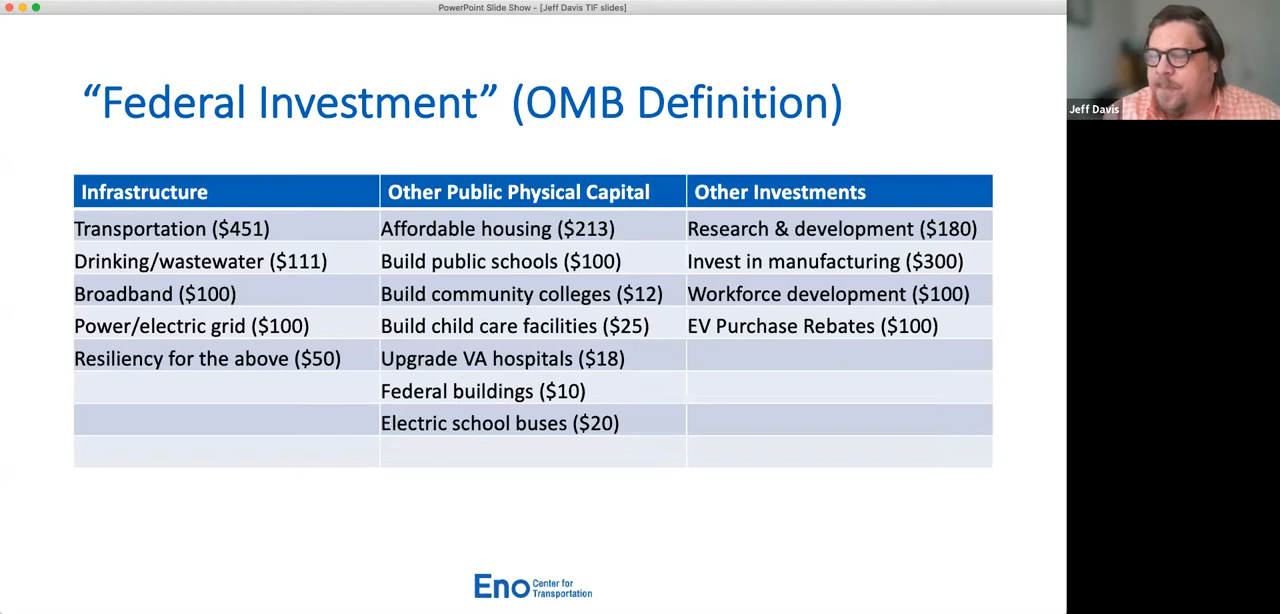 PowerPoint Slide Show - [Jeff Davis TIF slides]
“Federal Investment” (OMB Definition)
Infrastructure
Other Public Physical Capital
Other Investments
Transportation ($451)
Affordable housing ($213)
Research & development ($180)
Drinking/wastewater ($111)
Build public schools ($100)
Invest in manufacturing ($300)
Broadband ($100)
Build community colleges ($12)
Workforce development ($100)
Power/electric grid ($100)
Build child care facilities ($25)
EV Purchase Rebates ($100)
Resiliency for the above ($50)
Upgrade VA hospitals ($18)
Federal buildings ($10)
Electric school buses ($20)
Eno Center for
Transportation
Jeff Davis